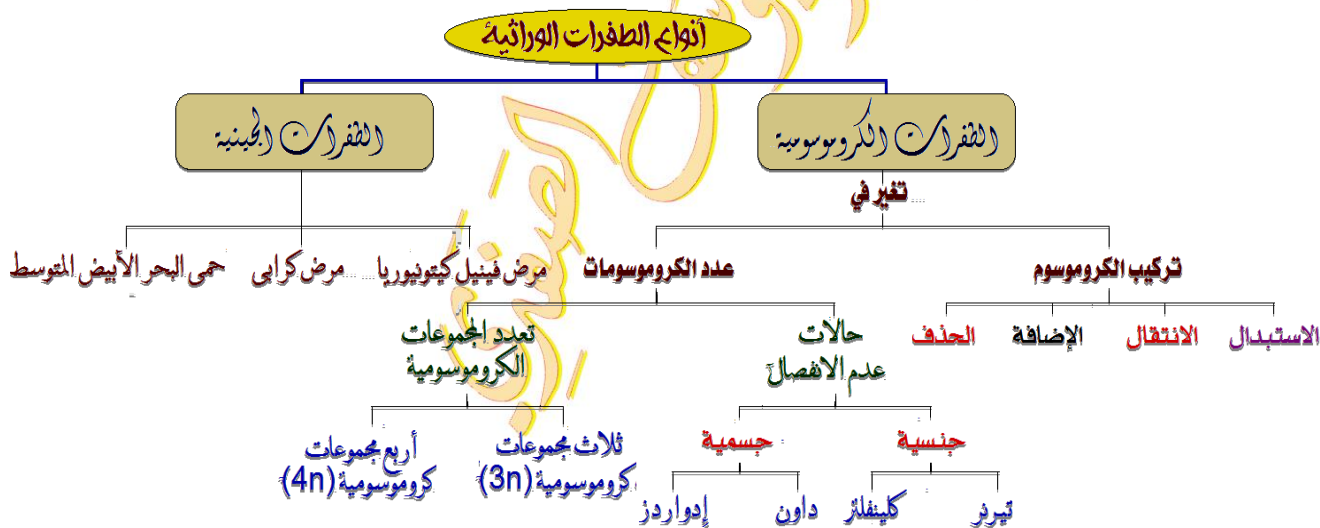 أنواع الطفرات الوراثية
الطفرات الكروموسومية
الطفرات الجينية
تغير في ....
تركيب الكروموسوم
عدد الكروموسومات
مرض فينيل كيتونيوريا
مرض كرابى
حمى البحر الأبيض المتوسط
الاستبدال
الانتقال
الإضافة
الحذف
حالات
عدم الانفصال
تعدد المجموعات
الكروموسومية
جنسية
جسمية
ثلاث مجموعات
كروموسومية (3n)
أربع مجموعات
كروموسومية (4n)
تيرنر
كلينفلتر
داون
إدواردز